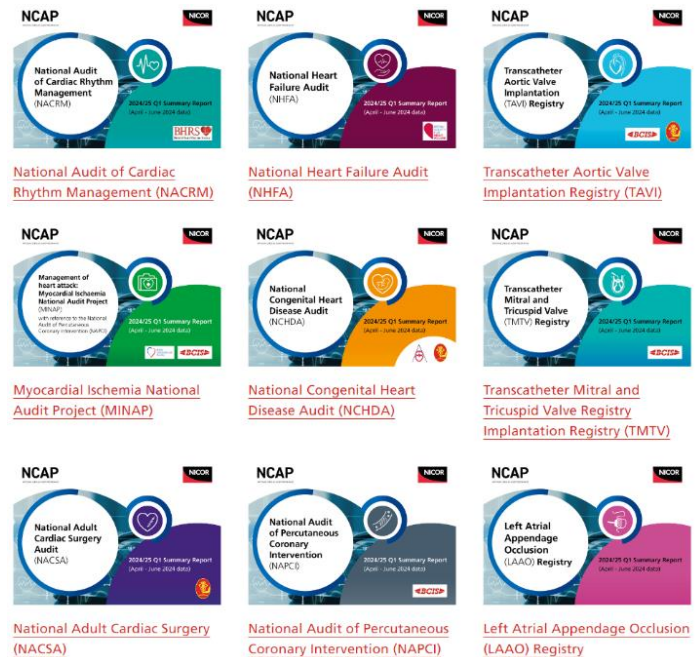 NCAP
NICOR
National Audit
of Cardiac Rhythm
Management
(NACRM)
2024/25 Q1 Summary Report
(April - June 2024 data)
BHRS
National Audit of Cardiac
Rhythm Management (NACRM)
NCAP
NICOR
National Heart
Failure Audit
(NHFA)
2024/25 Q1 Summary Report
(April - June 2024 data)
National Heart Failure Audit
(NHFA)
NCAP
NICOR
Transcatheter
Aortic Valve
Implantation
(TAVI) Registry
2024/25 Q1 Summary Report
(April - June 2024 data)
BCIS
Transcatheter Aortic Valve
Implantation Registry (TAVI)
NCAP
NICOR
Management of
heart attack:
Myocardial Ischaemia
National Audit Project
(MINAP)
with reference to the National
Audit of Percutaneous
Coronary Intervention (NAPCI)
2024/25 Q1 Summary Report
(April - June 2024 data)
BCIS
Myocardial Ischemia National
Audit Project (MINAP)
NCAP
NICOR
National
Congenital Heart
Disease Audit
(NCHDA)
2024/25 Q1 Summary Report
(April - June 2024 data)
National Congenital Heart
Disease Audit (NCHDA)
NCAP
NICOR
Transcatheter
Mitral and
Tricuspid Valve
(TMTV) Registry
2024/25 Q1 Summary Report
(April - June 2024 data)
BCIS
Transcatheter Mitral and
Tricuspid Valve Registry
Implantation Registry (TMTV)
NCAP
NICOR
National Adult
Cardiac Surgery
Audit
(NACSA)
2024/25 Q1 Summary Report
(April - June 2024 data)
National Adult Cardiac Surgery
(NACSA)
NCAP
NICOR
National Audit
of Percutaneous
Coronary
Intervention
(NAPCI)
2024/25 Q1 Summary Report
(April - June 2024 data)
BCIS
National Audit of Percutaneous
Coronary Intervention (NAPCI)
NCAP
NICOR
Left Atrial
Appendage
Occlusion
(LAAO) Registry
2024/25 Q1 Summary Report
(April - June 2024 data)
Left Atrial Appendage Occlusion
(LAAO) Registry